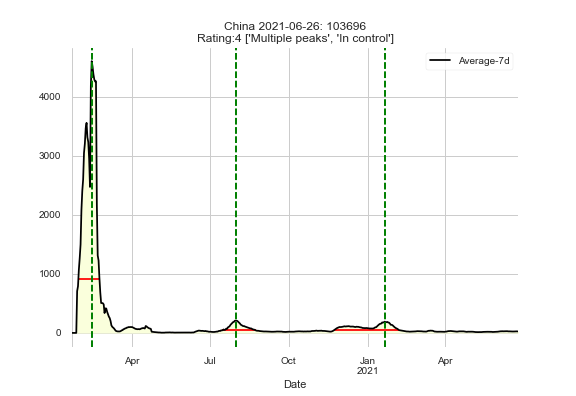 China 2021-06-26: 103696
Rating:4 ['Multiple peaks', 'In control']
Average-7d
4000
3000
2000
1000
0
Apr
Jul
Oct
Jan
2021
Apr
Date